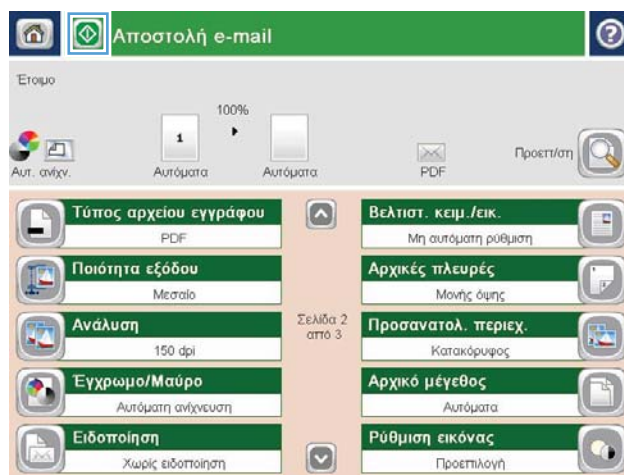 Αποστολή e-mail
?
Έτοιμο
100%
1
Αυτ. ανίχν.
Αυτόματα
Αυτόματα
PDF
Προεπ/ση
Τύπος αρχείου εγγράφου
PDF
Ποιότητα εξόδου
Μεσαίο
Ανάλυση
150 dpi
Έγχρωμο/Μαύρο
Αυτόματη ανίχνευση
Ειδοποίηση
Χωρίς ειδοποίηση
Σελίδα 2
από 3
Βελτιστ. κειμ./εικ.
Μη αυτόματη ρύθμιση
Αρχικές πλευρές
Μονής όψης
Προσανατολ. περιεχ.
Κατακόρυφος
Αρχικό μέγεθος
Αυτόματα
Ρύθμιση εικόνας
Προεπιλογή